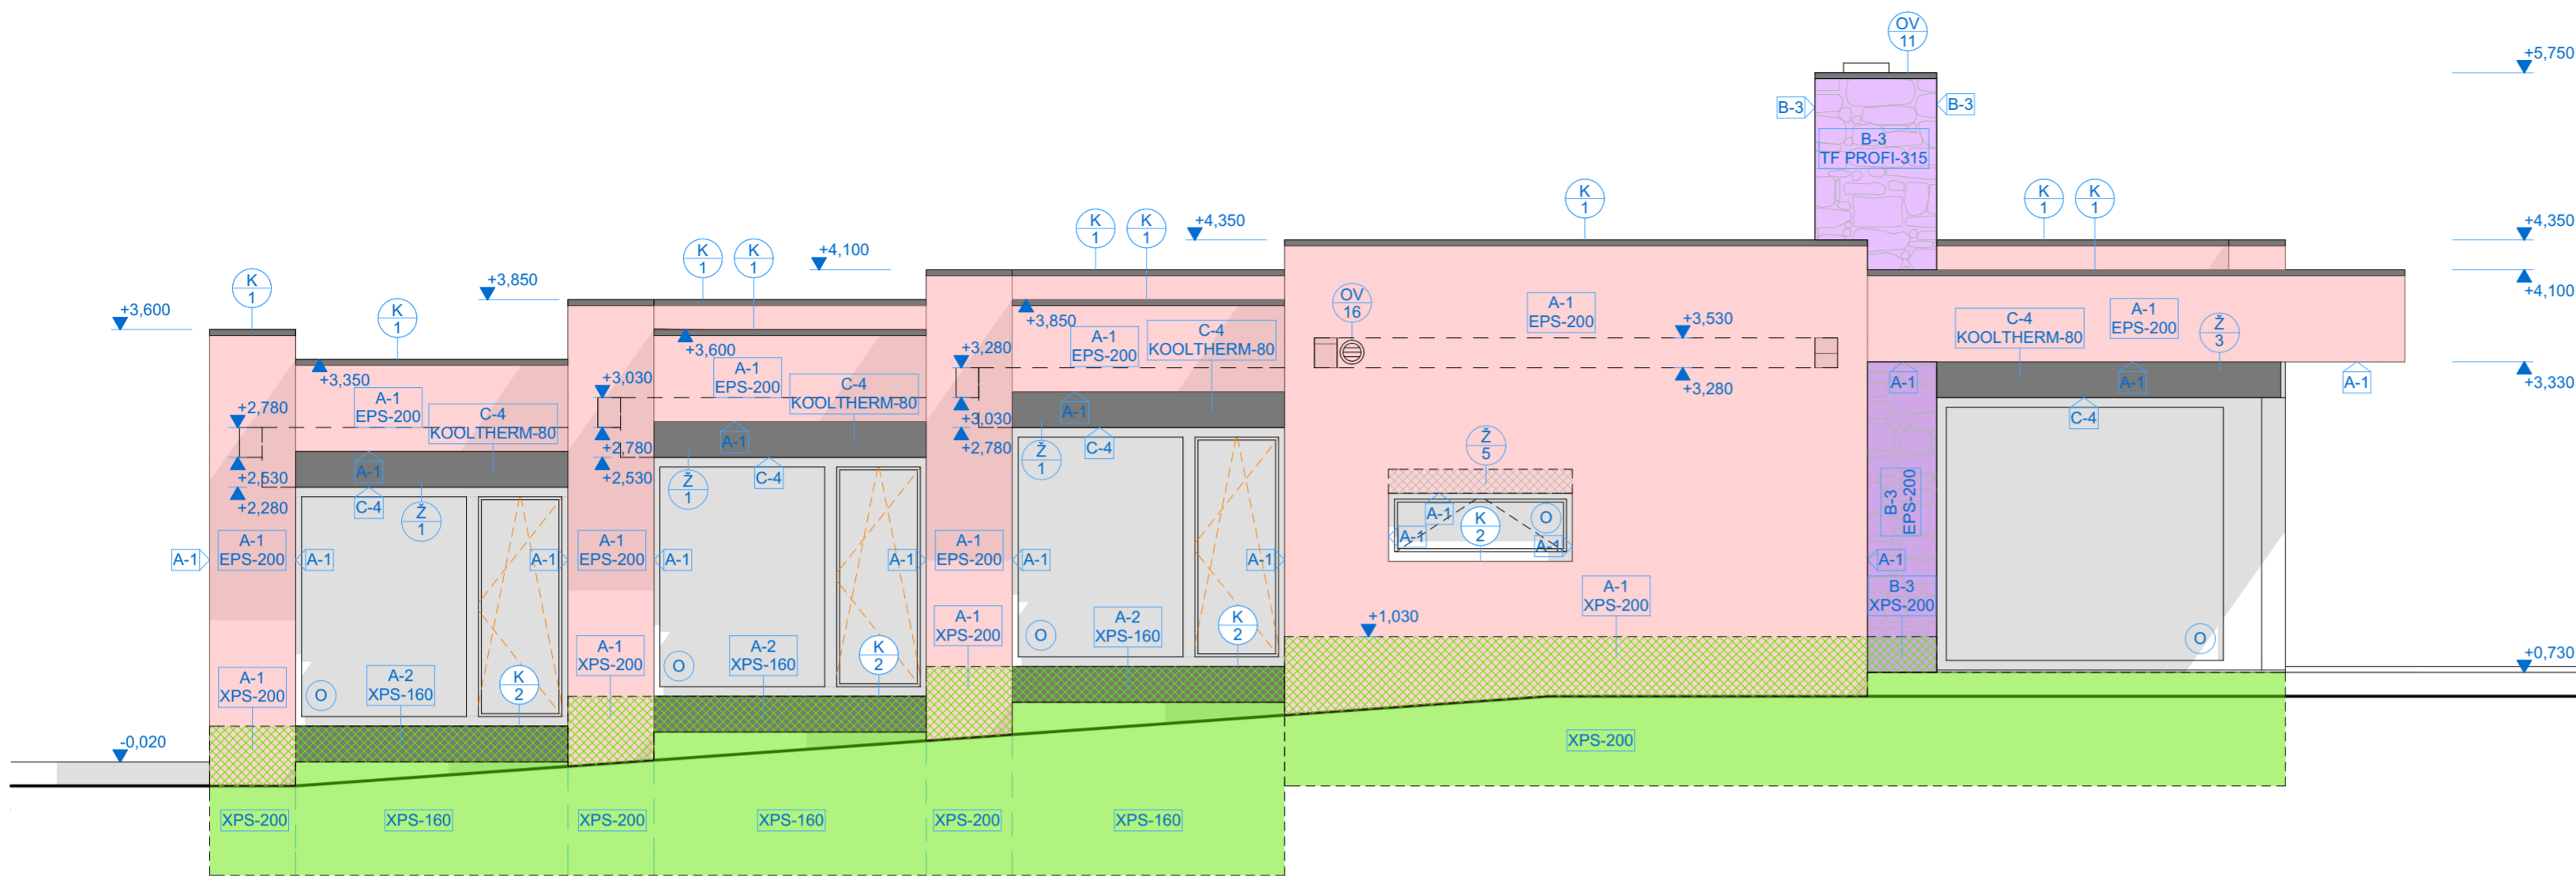 OV
11
+5,750
B-3
B-3
B-3
TF PROFI-315
K
1
K
1
K
1
K
1
K
1
+4,350
+4,350
K
1
K
1
+4,100
K
1
K
1
+3,850
+3,600
+4,100
OV
16
A-1
EPS-200
+3,530
C-4
KOOLTHERM-80
A-1
EPS-200
Ž
3
+3,850
A-1
EPS-200
C-4
KOOLTHERM-80
+3,600
+3,280
A-1
EPS-200
C-4
KOOLTHERM-80
+3,350
+3,030
A-1
EPS-200
C-4
KOOLTHERM-80
+2,780
+3,280
A-1
A-1
A-1
+3,330
A-1
+3,030
+2,780
C-4
A-1
+2,780
+2,530
C-4
A-1
+2,530
+2,280
C-4
C-4
Ž
1
Ž
1
Ž
1
Ž
5
A-1
A-1
K
2
O
A-1
B-3
EPS-200
A-1
A-1
EPS-200
A-1
A-1
A-1
EPS-200
A-1
A-1
A-1
EPS-200
A-1
A-1
A-1
A-1
XPS-200
B-3
XPS-200
+1,030
A-1
XPS-200
O
A-2
XPS-160
K
2
A-1
XPS-200
O
A-2
XPS-160
K
2
A-1
XPS-200
O
A-2
XPS-160
K
2
O
+0,730
-0,020
XPS-200
XPS-200
XPS-160
XPS-200
XPS-160
XPS-200
XPS-160